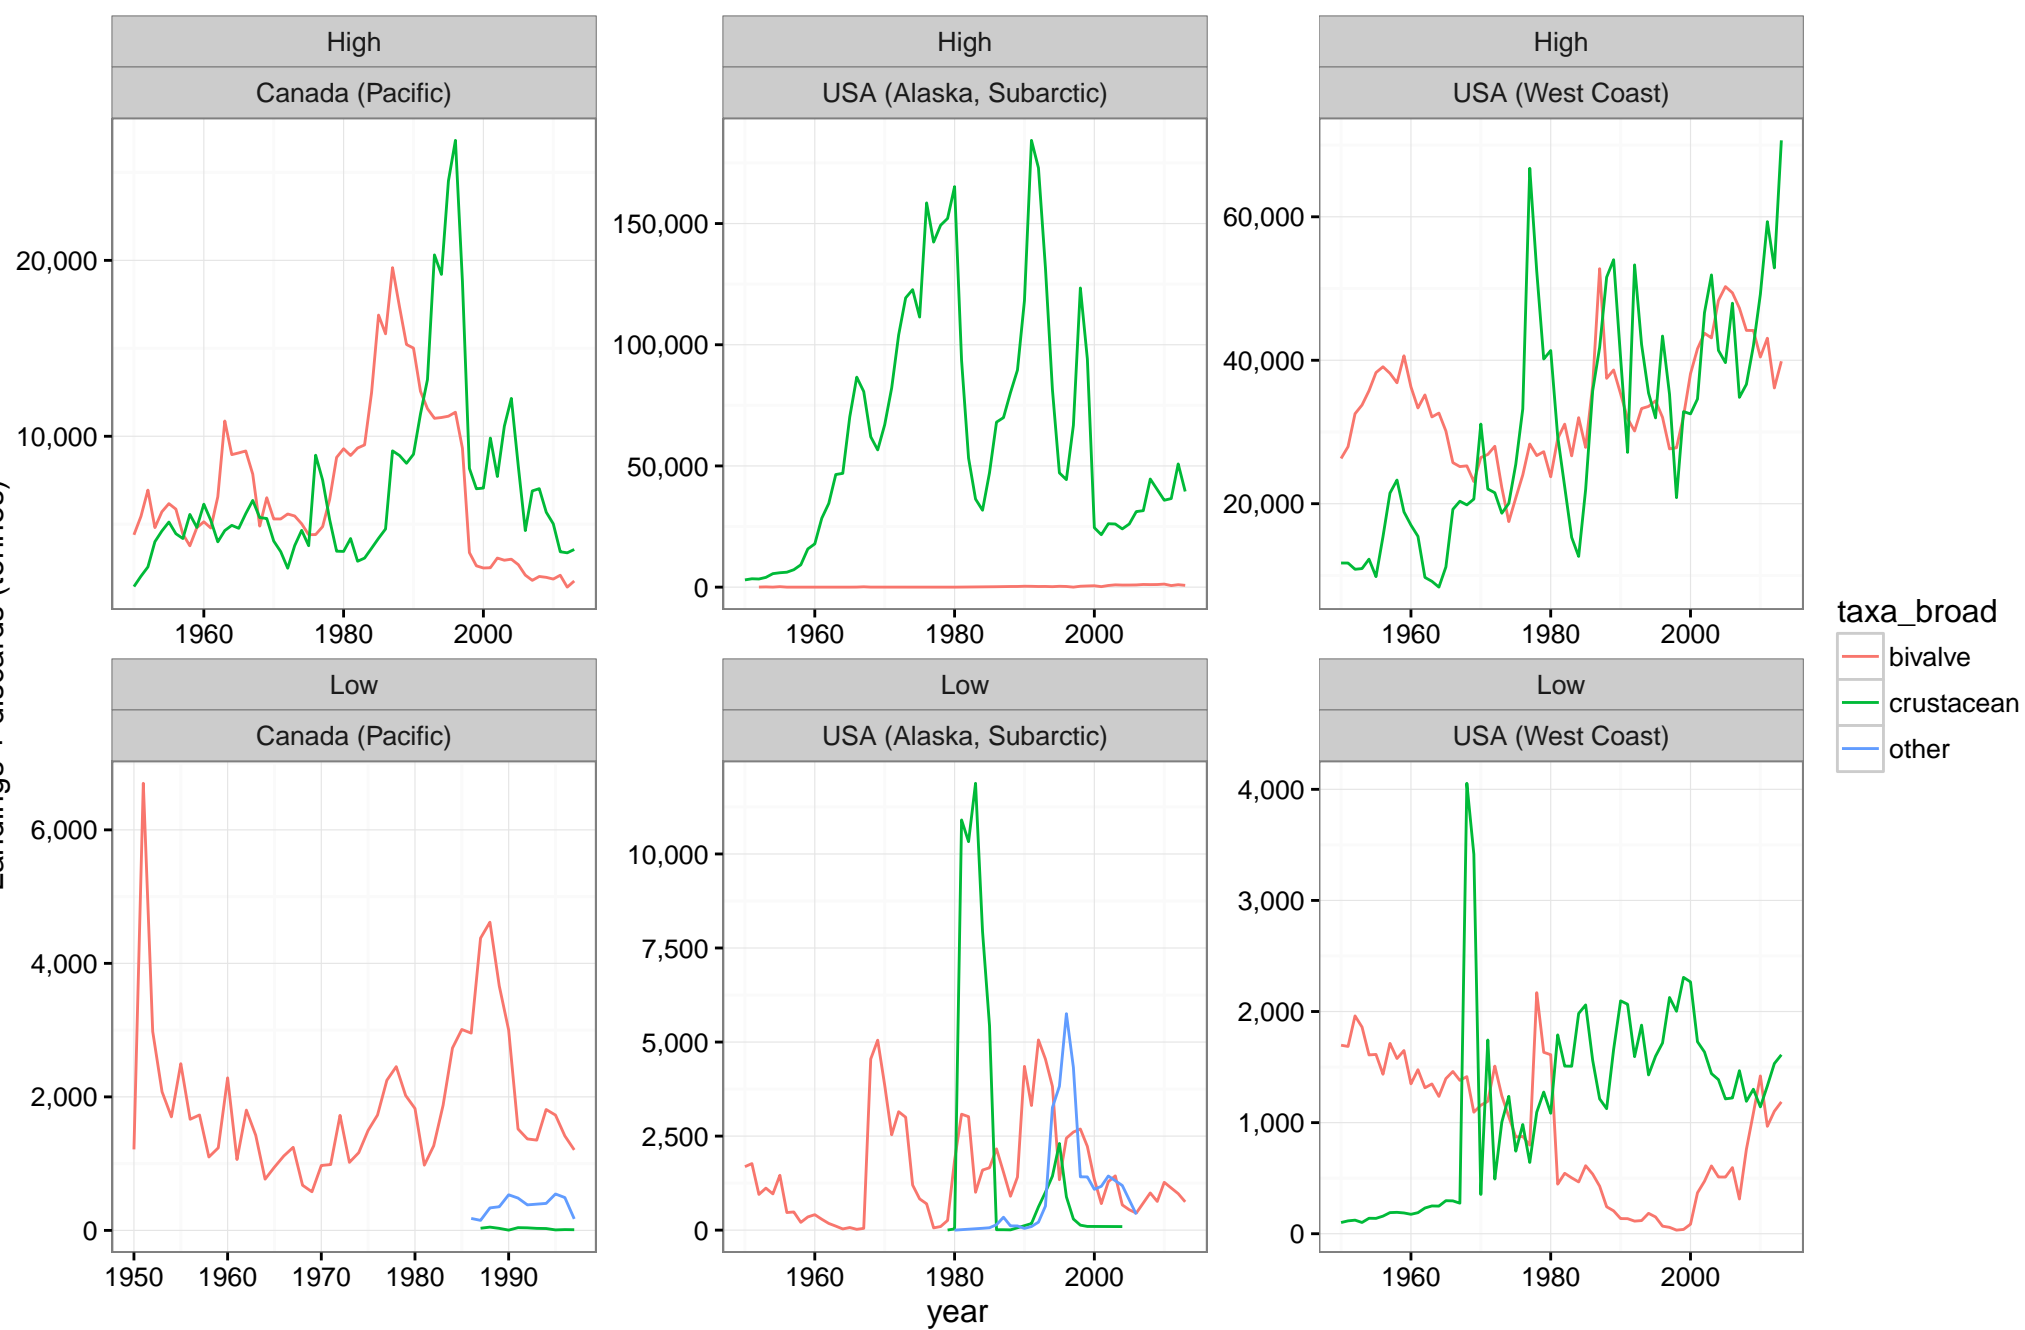 High
Canada (Pacific)
20,000
10,000
1960 1980 2000
High
USA (Alaska, Subarctic)
150,000
100,000
50,000
0
1960 1980 2000
High
USA (West Coast)
60,000
40,000
20,000
1960 1980 2000
Low
Canada (Pacific)
6,000
4,000
2,000
0
1950 1960 1970 1980 1990
Low
USA (Alaska, Subarctic)
10,000
7,500
5,000
2,500
0
1960 1980 2000
Low
USA (West Coast)
4,000
3,000
2,000
1,000
0
1960 1980 2000
year
taxa_broad
bivalve
crustacean
other